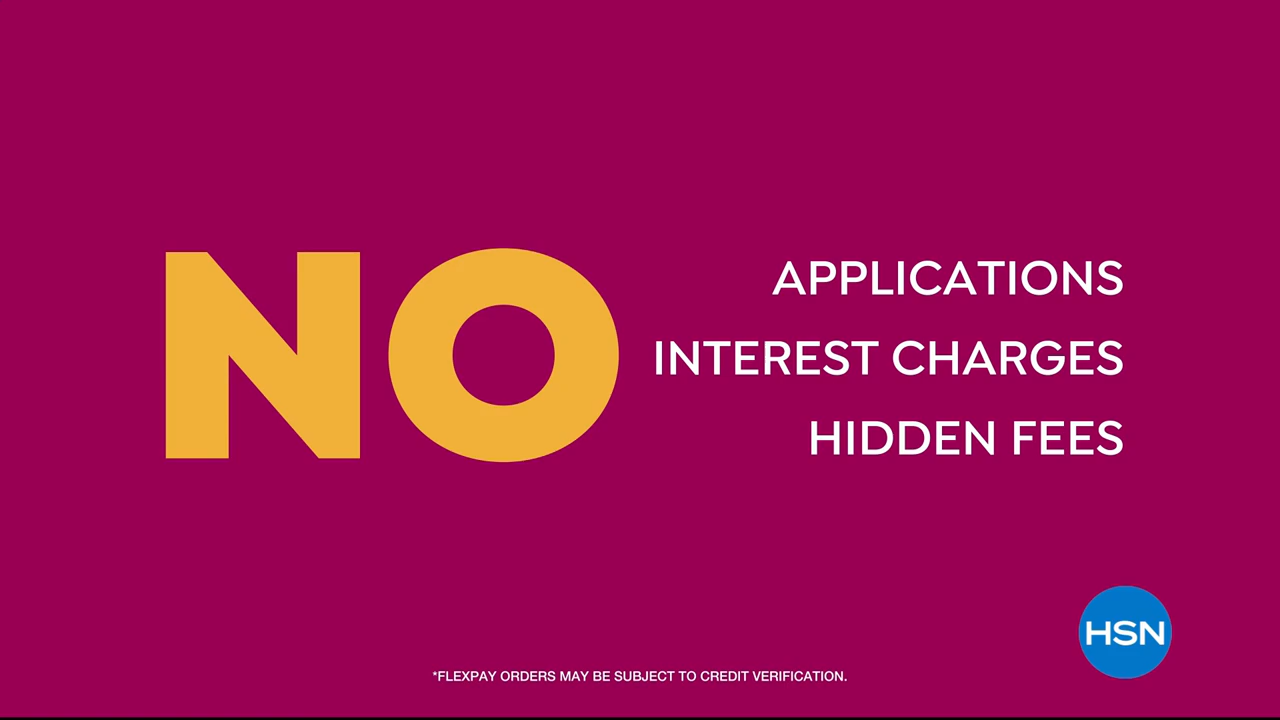 NO
APPLICATIONS
INTEREST CHARGES
HIDDEN FEES
HSN
*FLEXPAY ORDERS MAY BE SUBJECT TO CREDIT VERIFICATION.